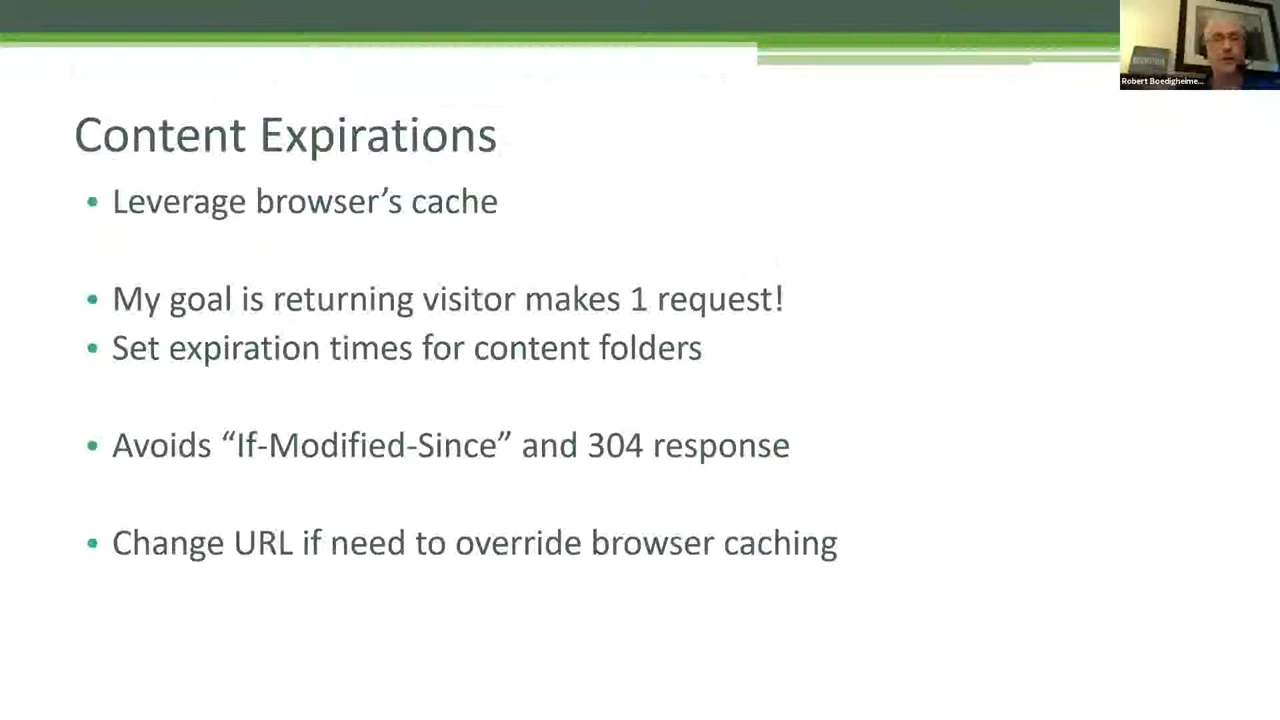 Robert Boedigheime...
Content Expirations
• Leverage browser’s cache
• My goal is returning visitor makes 1 request!
• Set expiration times for content folders
• Avoids “If-Modified-Since” and 304 response
• Change URL if need to override browser caching